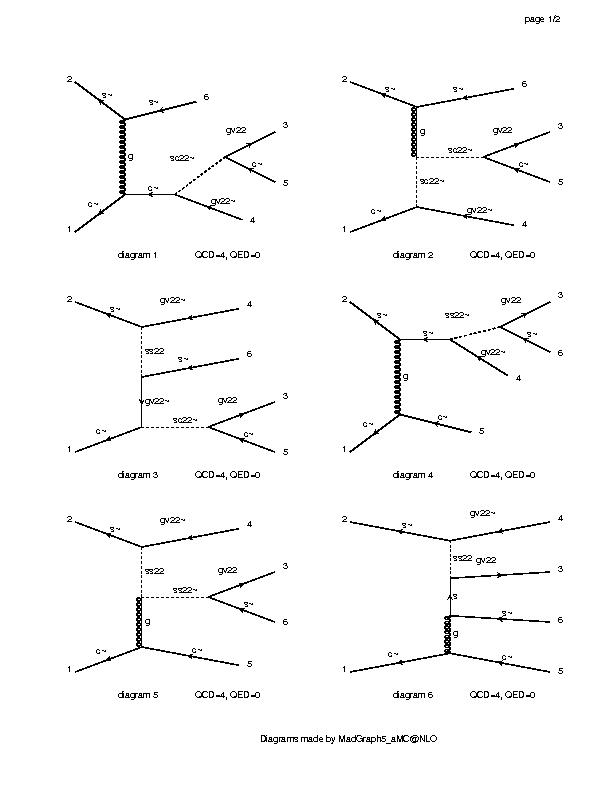 page 1/2
2
s~
s~
6
g
gv22
3
sc22~
c~
5
c~
c~
gv22~
4
1
diagram 1 QCD=4, QED=0
2
s~
s~
6
g
gv22
3
sc22~
c~
5
sc22~
c~
gv22~
4
1
diagram 2 QCD=4, QED=0
2
s~
gv22~
4
ss22
s~
6
gv22~
gv22
3
c~
sc22~
c~
1
5
diagram 3 QCD=4, QED=0
2
s~
ss22~
gv22
3
s~
s~
6
gv22~
4
g
c~
c~
5
1
diagram 4 QCD=4, QED=0
2
s~
gv22~
4
ss22
gv22
3
ss22~
s~
6
g
c~
c~
5
1
diagram 5 QCD=4, QED=0
2
s~
gv22~
4
ss22
gv22
3
s
s~
6
g
c~
c~
1
5
diagram 6 QCD=4, QED=0
Diagrams made by MadGraph5_aMC@NLO